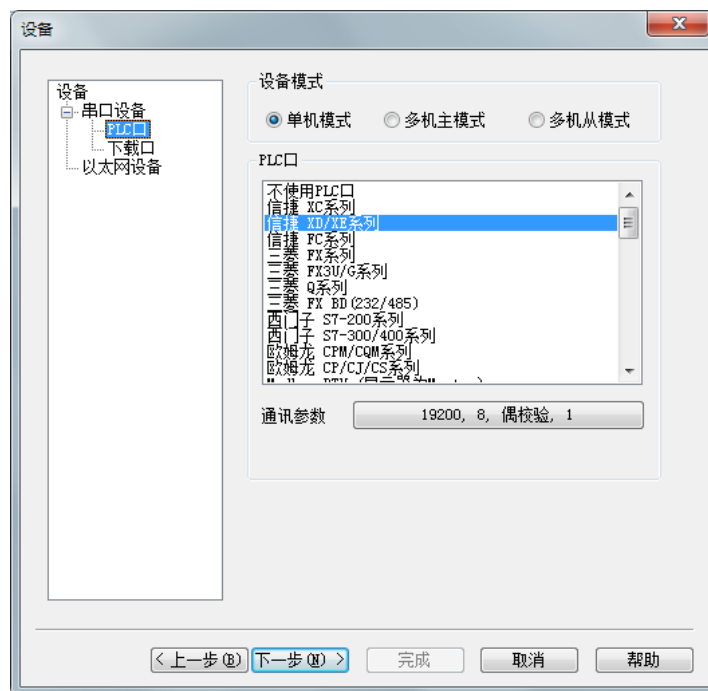 设备
设备
串口设备
PLC口
下载口
以太网设备
设备模式
单机模式
多机主模式
多机从模式
PLC口
不使用PLC口
信捷 XC系列
信捷 XD/XE系列
信捷 FC系列
三菱 FX系列
三菱 FX3U/G系列
三菱 Q系列
三菱 FX BD(232/485)
西门子 S7-200系列
西门子 S7-300/400系列
欧姆龙 CPM/CQM系列
欧姆龙 CP/CJ/CS系列
通讯参数
19200, 8, 偶校验, 1
< 上一步(B)
下一步(N) >
完成
取消
帮助